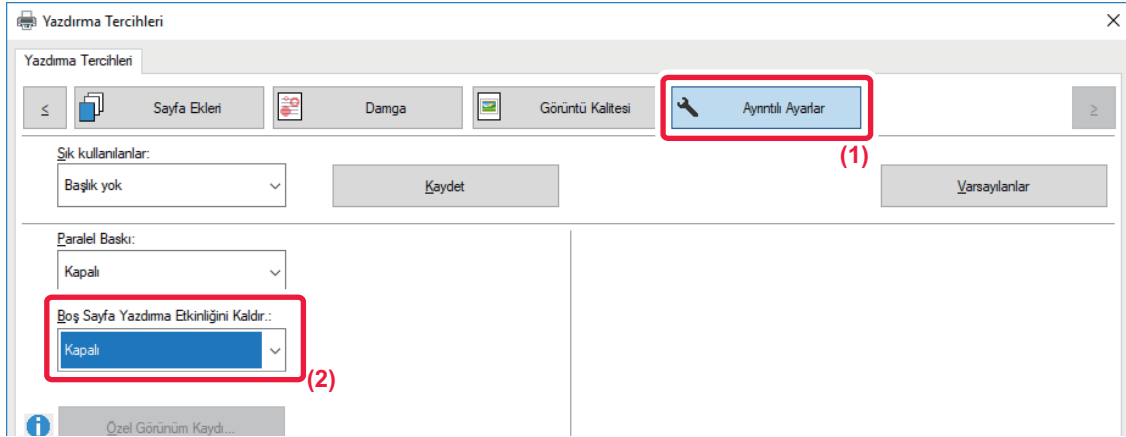 Yazdırma Tercihleri
Yazdırma Tercihleri
< Sayfa Ekleri Damga Görüntü Kalitesi Ayrıntılı Ayarlar >
(1)
Sık kullanılanlar:
Başlık yok Kaydet Varsayılanlar
Paralel Baskı:
Kapalı
Boş Sayfa Yazdırma Etkinliğini Kaldır.:
Kapalı
(2)
Özel Görünüm Kaydı...